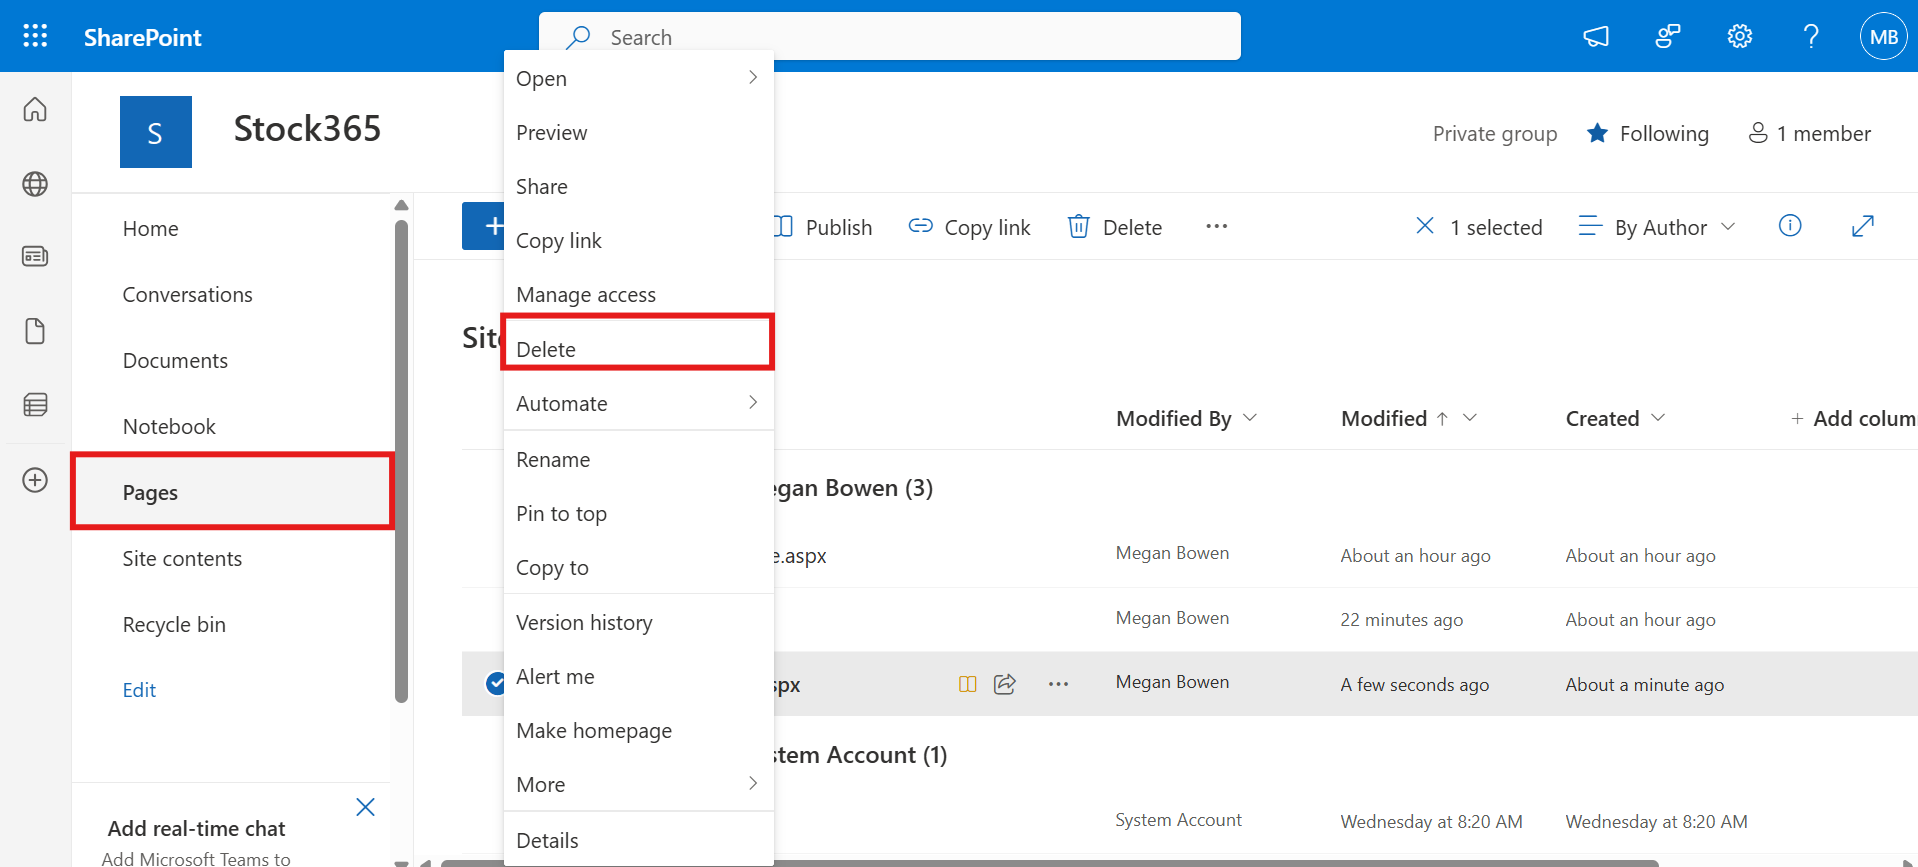 SharePoint
Search
MB
S
Stock365
Private group
Following
1 member
Home
Conversations
Documents
Notebook
Pages
Site contents
Recycle bin
Edit
Add real-time chat
Add Microsoft Teams to
Open
Preview
Share
Copy link
Manage access
Delete
Automate
Rename
Pin to top
Copy to
Version history
Alert me
Make homepage
More
Details
Publish
Copy link
Delete
1 selected
By Author
Sit
Modified By
Modified
Created
+ Add colum
egan Bowen (3)
e.aspx
Megan Bowen
About an hour ago
About an hour ago
Megan Bowen
22 minutes ago
About an hour ago
spx
Megan Bowen
A few seconds ago
About a minute ago
stem Account (1)
System Account
Wednesday at 8:20 AM
Wednesday at 8:20 AM